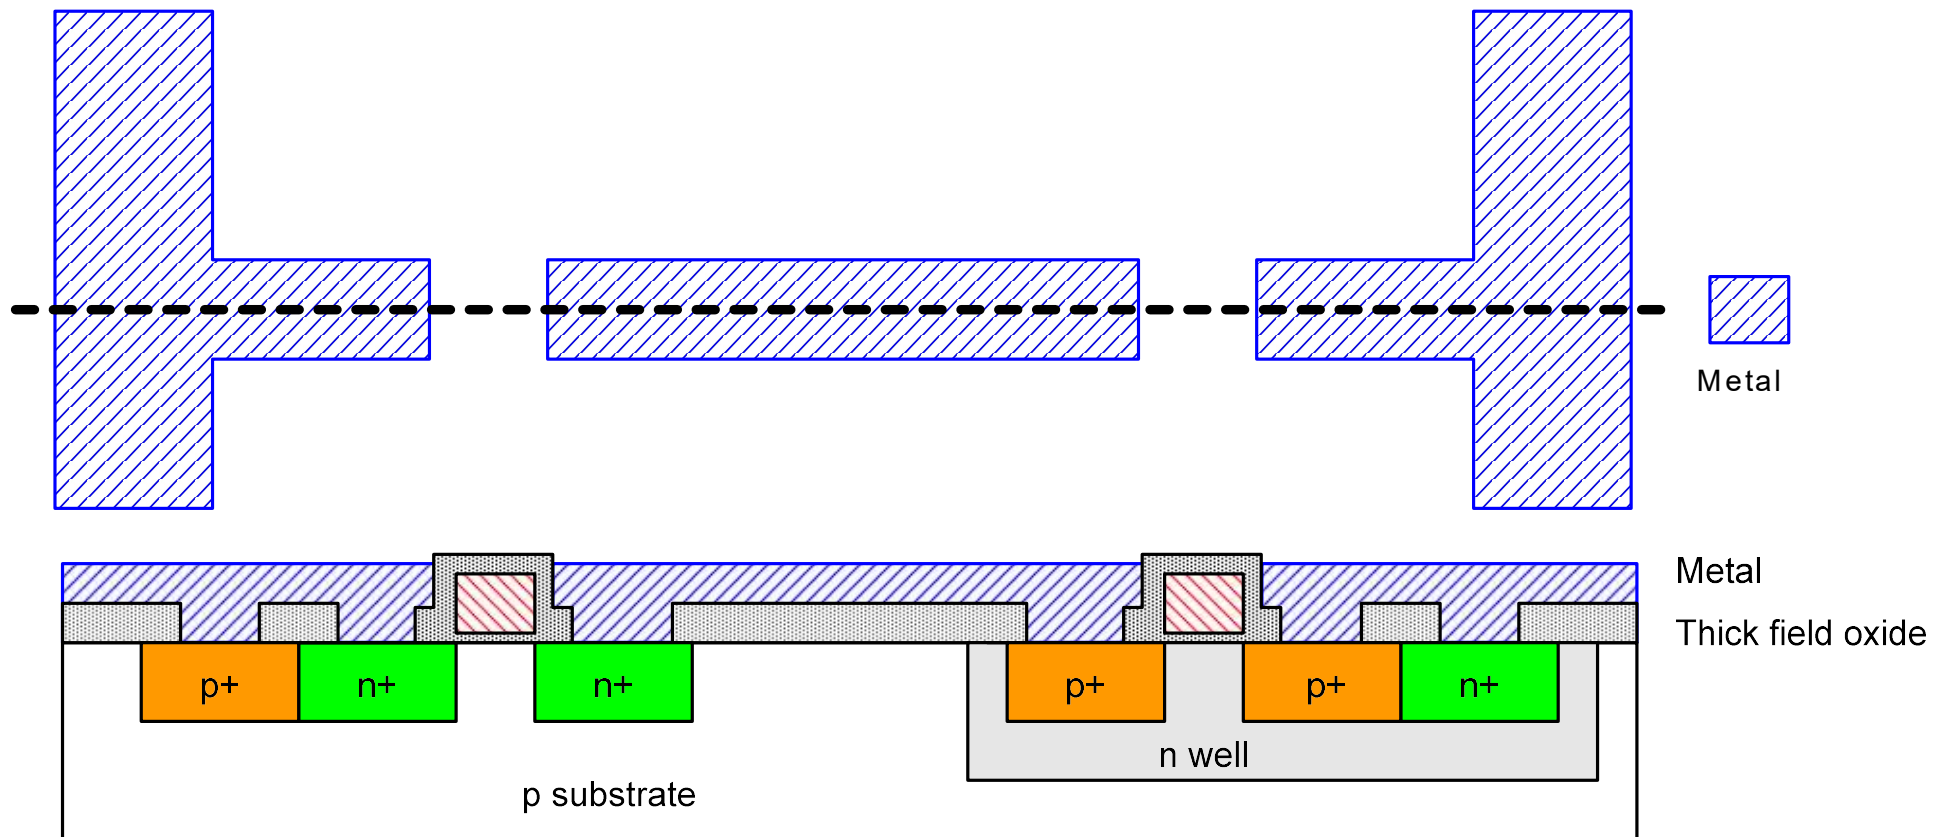 Metal
Metal
Thick field oxide
p+
n+
n+
p+
p+
n+
n well
p substrate